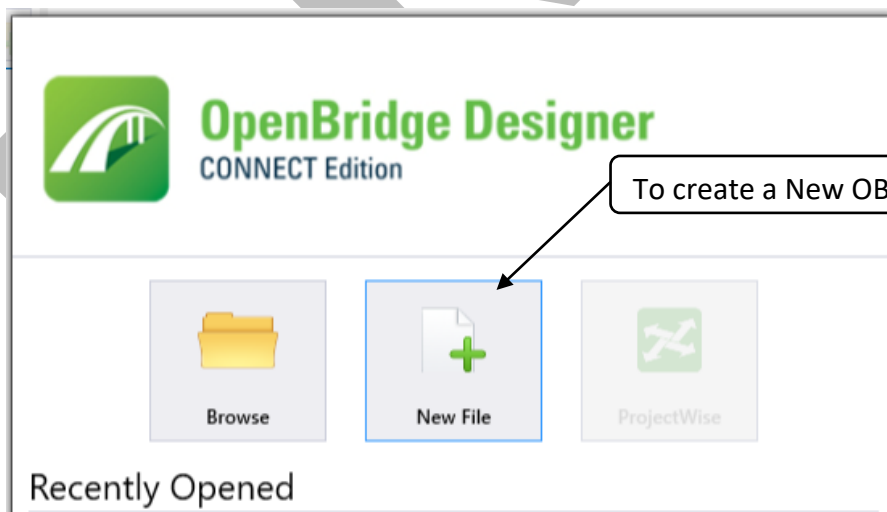 OpenBridge Designer
CONNECT Edition
To create a New OB
Browse
New File
ProjectWise
Recently Opened